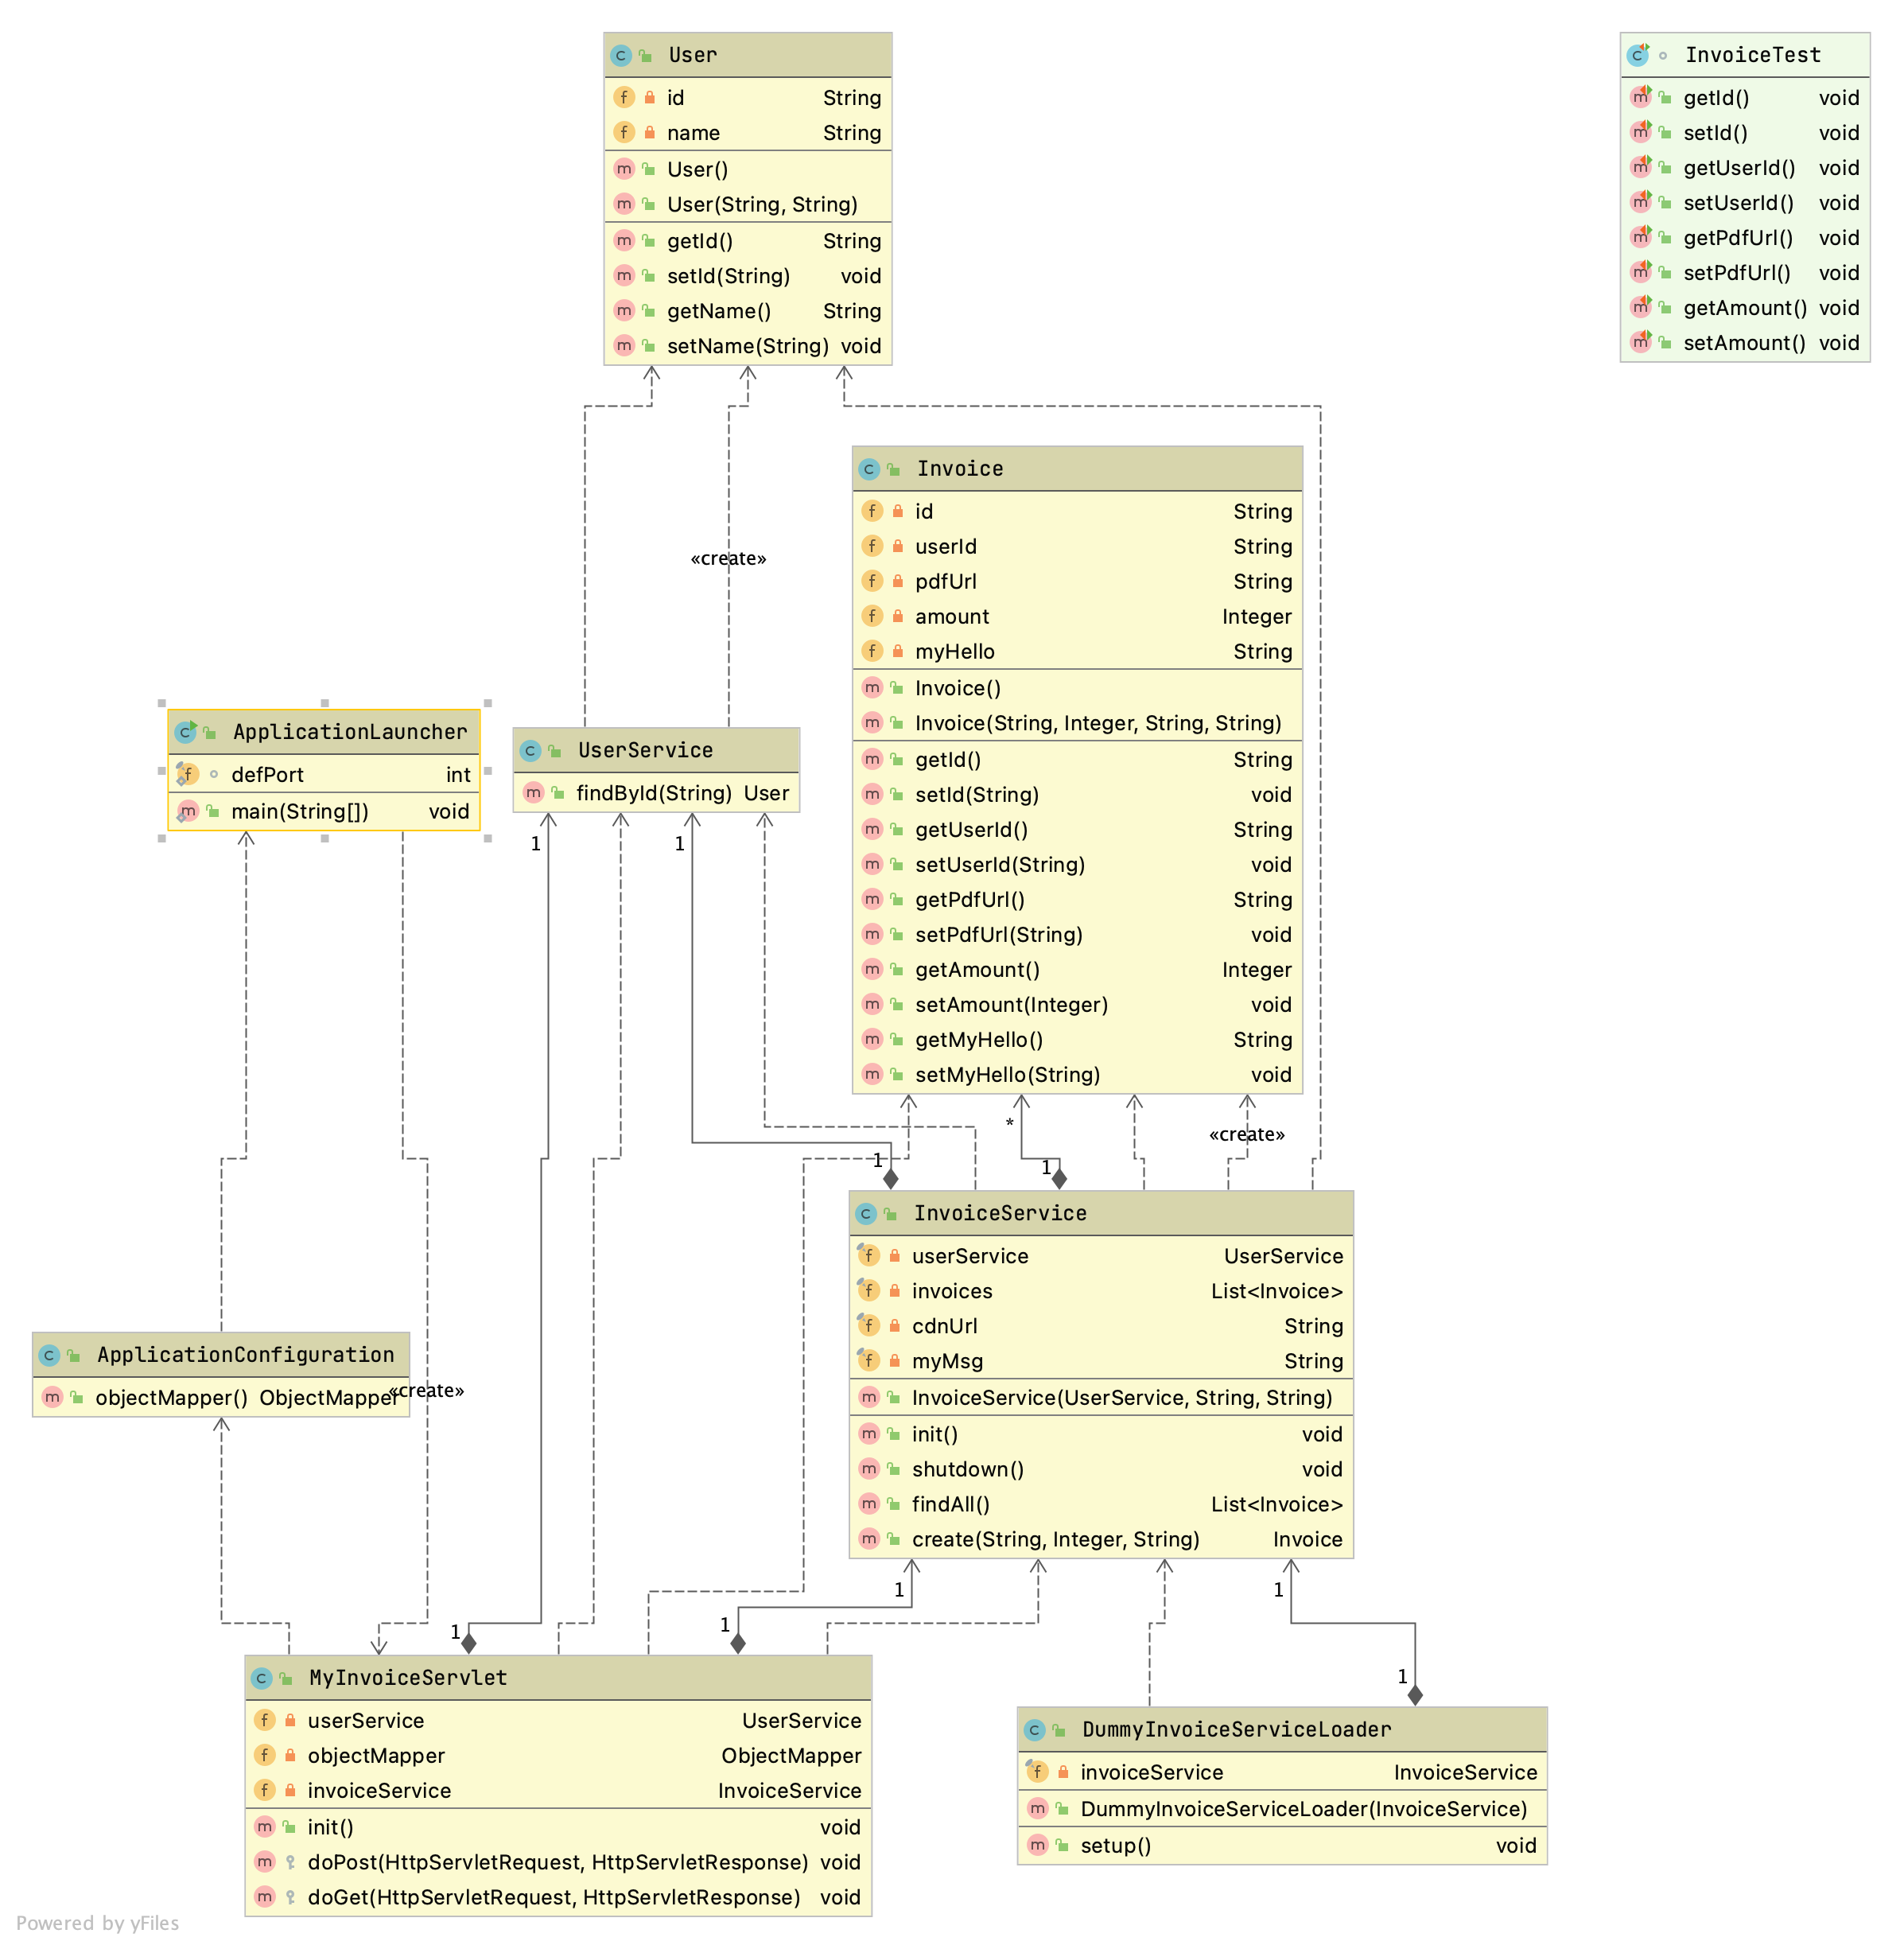 User
id String
name String
User()
User(String, String)
getId() String
setId(String) void
getName() String
setName(String) void
InvoiceTest
getId() void
setId() void
getUserId() void
setUserId() void
getPdfUrl() void
setPdfUrl() void
getAmount() void
setAmount() void
«create»
Invoice
id String
userId String
pdfUrl String
amount Integer
myHello String
Invoice()
Invoice(String, Integer, String, String)
getId() String
setId(String) void
getUserId() String
setUserId(String) void
getPdfUrl() String
setPdfUrl(String) void
getAmount() Integer
setAmount(Integer) void
getMyHello() String
setMyHello(String) void
ApplicationLauncher
defPort int
main(String[]) void
UserService
findById(String) User
1
1
*
«create»
1
1
InvoiceService
userService UserService
invoices List<Invoice>
cdnUrl String
myMsg String
InvoiceService(UserService, String, String)
init() void
shutdown() void
findAll() List<Invoice>
create(String, Integer, String) Invoice
ApplicationConfiguration
objectMapper() ObjectMapper
«create»
1
1
1
1
1
MyInvoiceServlet
userService UserService
objectMapper ObjectMapper
invoiceService InvoiceService
init() void
doPost(HttpServletRequest, HttpServletResponse) void
doGet(HttpServletRequest, HttpServletResponse) void
DummyInvoiceServiceLoader
invoiceService InvoiceService
DummyInvoiceServiceLoader(InvoiceService)
setup() void
Powered by yFiles